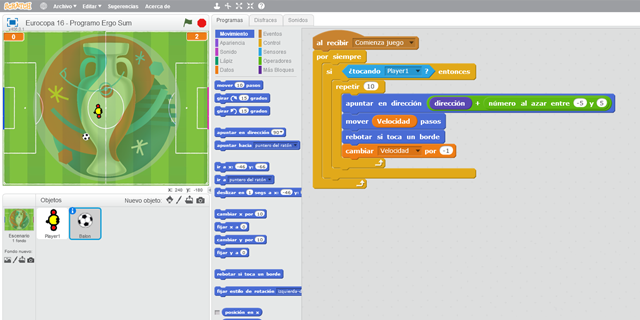 SCRATCH Archivo Editar Sugerencias Acerca de
Eurocopa 16 - Programo Ergo Sum
0
2
X: 240 Y: -180
Objetos
Nuevo objeto:
Escenario
1 fondo
Fondo nuevo:
Player1
Balon
Programas
Disfraces
Sonidos
Movimiento
Eventos
Apariencia
Control
Sonido
Sensores
Lápiz
Operadores
Datos
Más Bloques
mover 10 pasos
girar 15 grados
girar 15 grados
apuntar en dirección 90
apuntar hacia puntero del ratón
ir a x: -46 y: -66
ir a puntero del ratón
deslizar en 1 segs a x: -46 y:
cambiar x por 10
fijar x a 0
cambiar y por 10
fijar y a 0
rebotar si toca un borde
fijar estilo de rotación
posición en x
al recibir Comienza juego
por siempre
si ¿tocando Player1 ? entonces
repetir 10
apuntar en dirección dirección + número al azar entre -5 y 5
mover Velocidad pasos
rebotar si toca un borde
cambiar Velocidad por -1